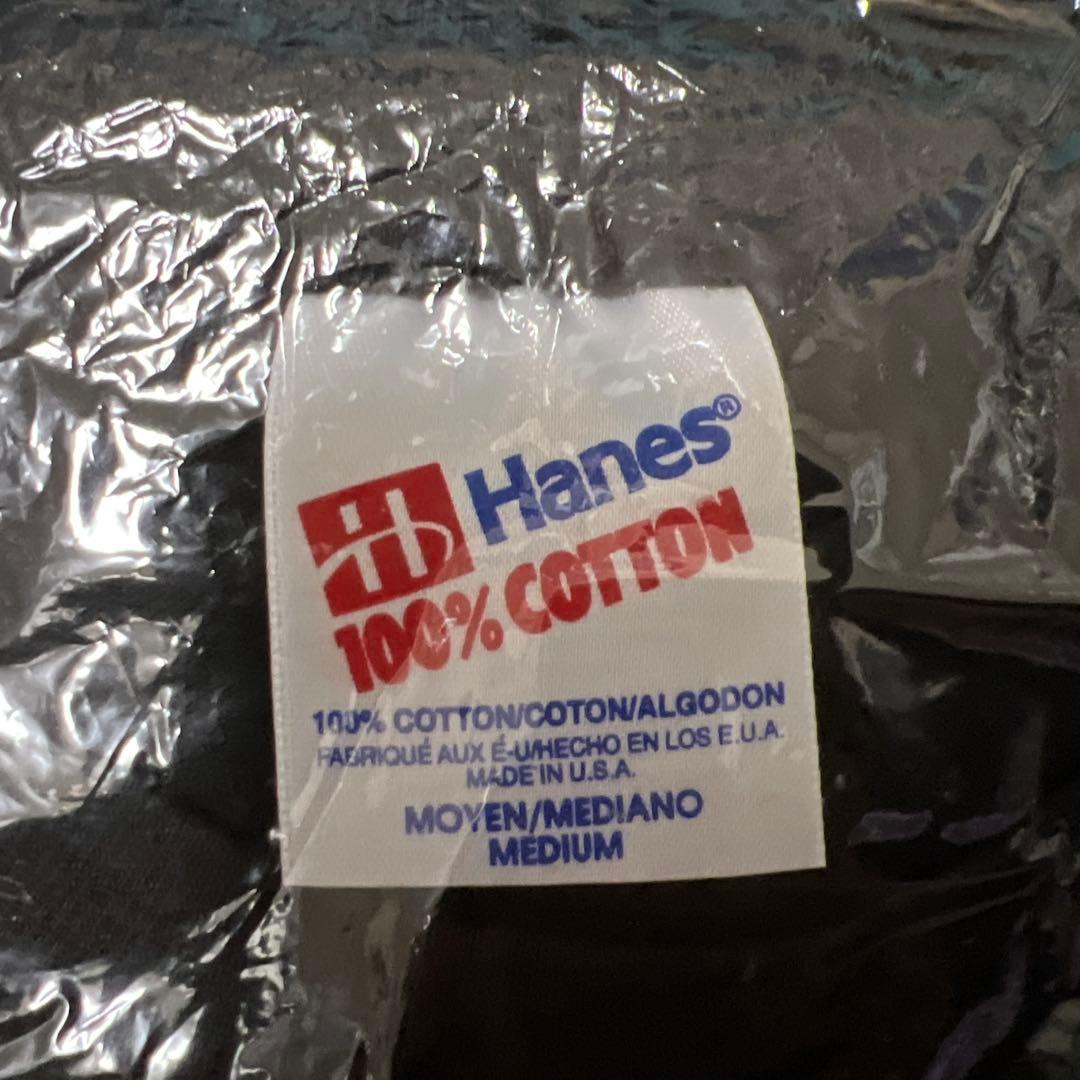 Hanes®
100% COTTON
100% COTTON/COTON/ALGODON
FABRIQUÉ AUX É-U/HECHO EN LOS E.U.A.
MADE IN U.S.A.
MOYEN/MEDIANO
MEDIUM